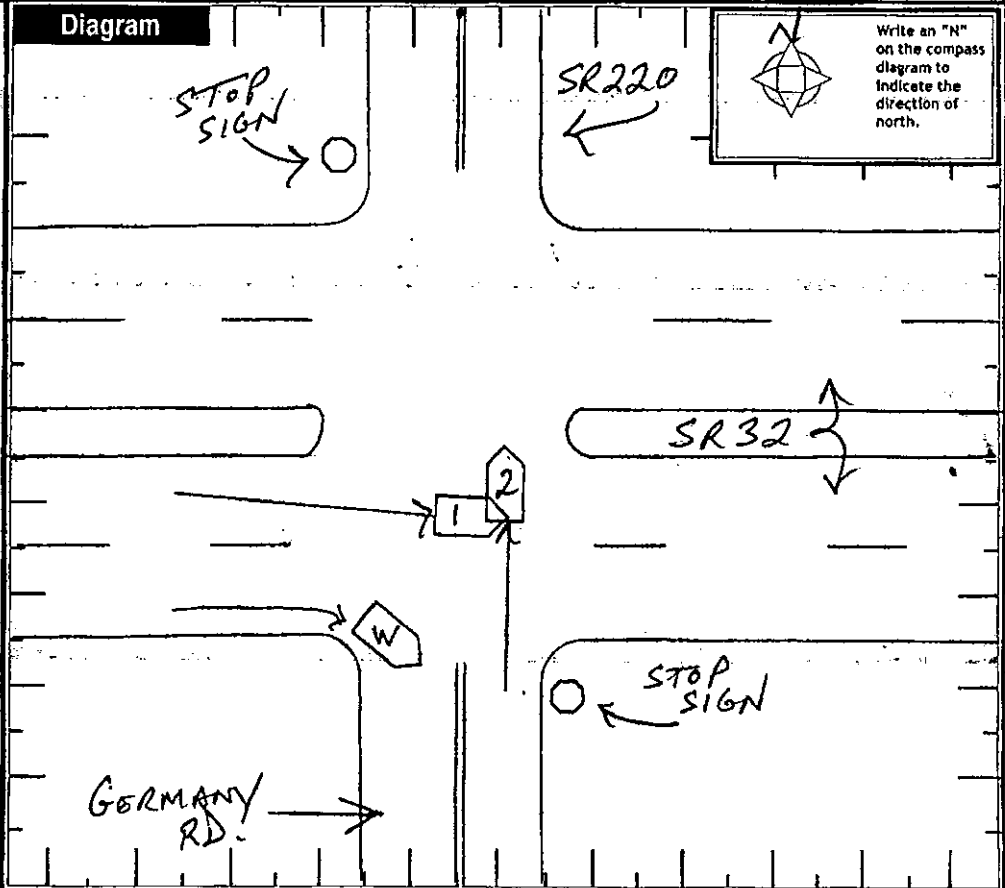 Diagram
N
Write an "N"
on the compass
diagram to
indicate the
direction of
north.
STOP
SIGN
SR220
SR32
2
1
W
STOP
SIGN
GERMANY
RD.